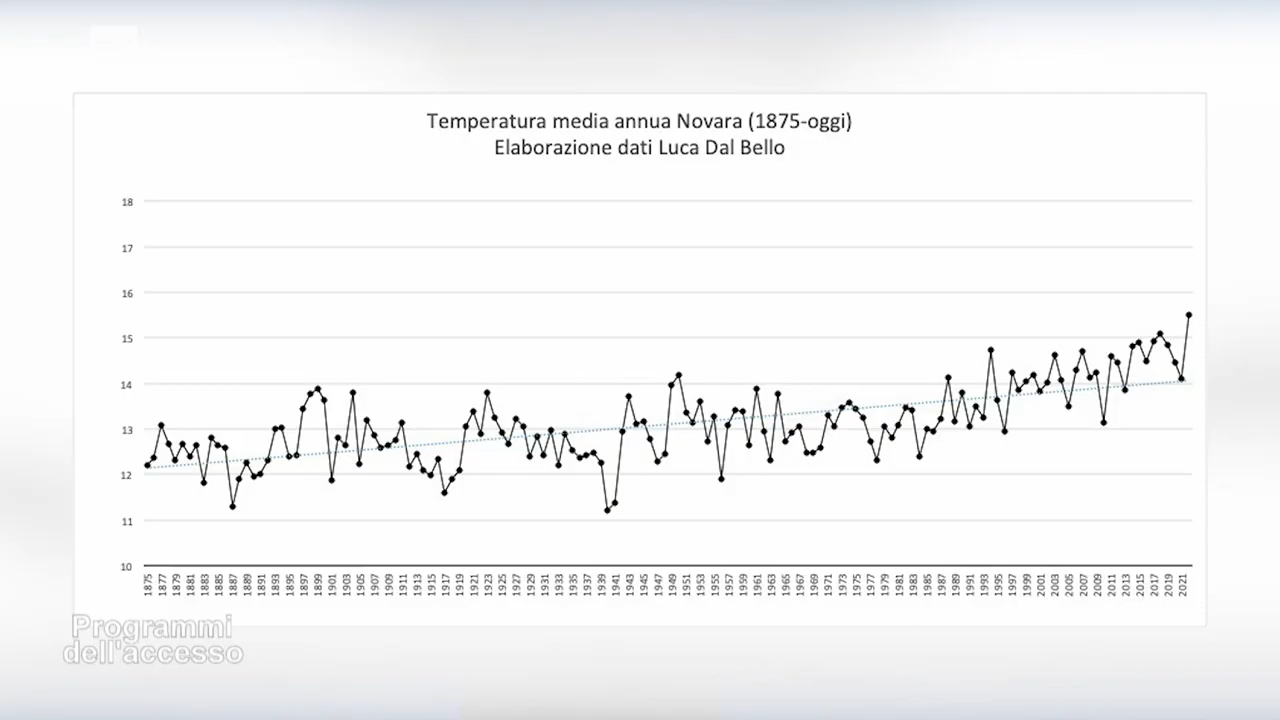 Temperatura media annua Novara (1875-oggi)
Elaborazione dati Luca Dal Bello
18
17
16
15
14
13
12
11
10
1875 1877 1879 1881 1883 1885 1887 1889 1891 1893 1895 1897 1899 1901 1903 1905 1907 1909 1911 1913 1915 1917 1919 1921 1923 1925 1927 1929 1931 1933 1935 1937 1939 1941 1943 1945 1947 1949 1951 1953 1955 1957 1959 1961 1963 1965 1967 1969 1971 1973 1975 1977 1979 1981 1983 1985 1987 1989 1991 1993 1995 1997 1999 2001 2003 2005 2007 2009 2011 2013 2015 2017 2019 2021
Programmi
dell'accesso